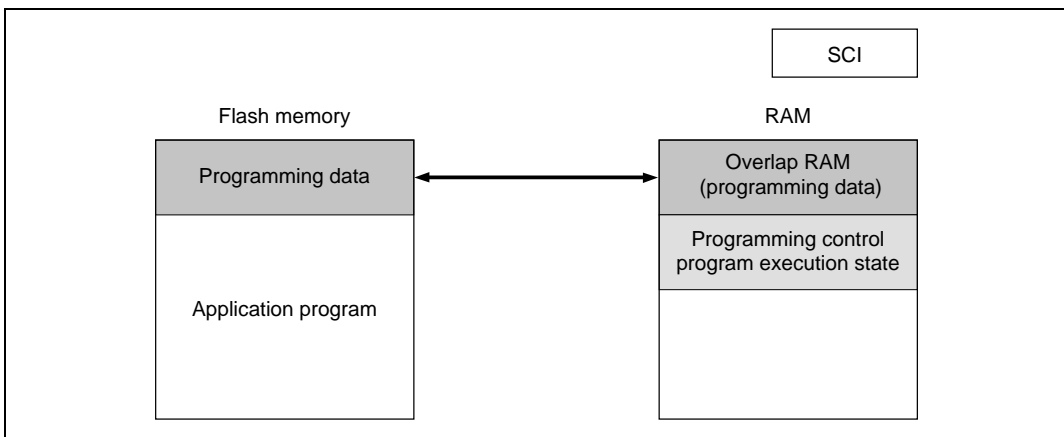 SCI
Flash memory
RAM
Programming data
Overlap RAM
(programming data)
Programming control
program execution state
Application program